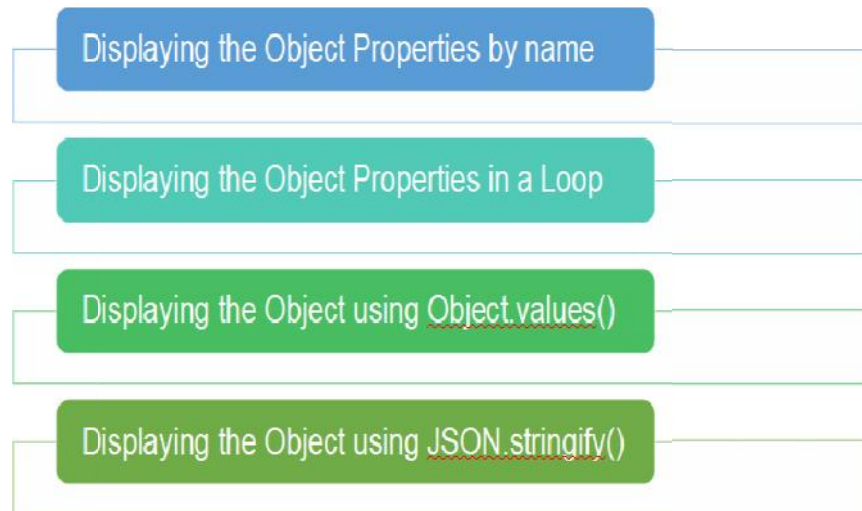 Displaying the Object Properties by name
Displaying the Object Properties in a Loop
Displaying the Object using Object.values()
Displaying the Object using JSON.stringify()